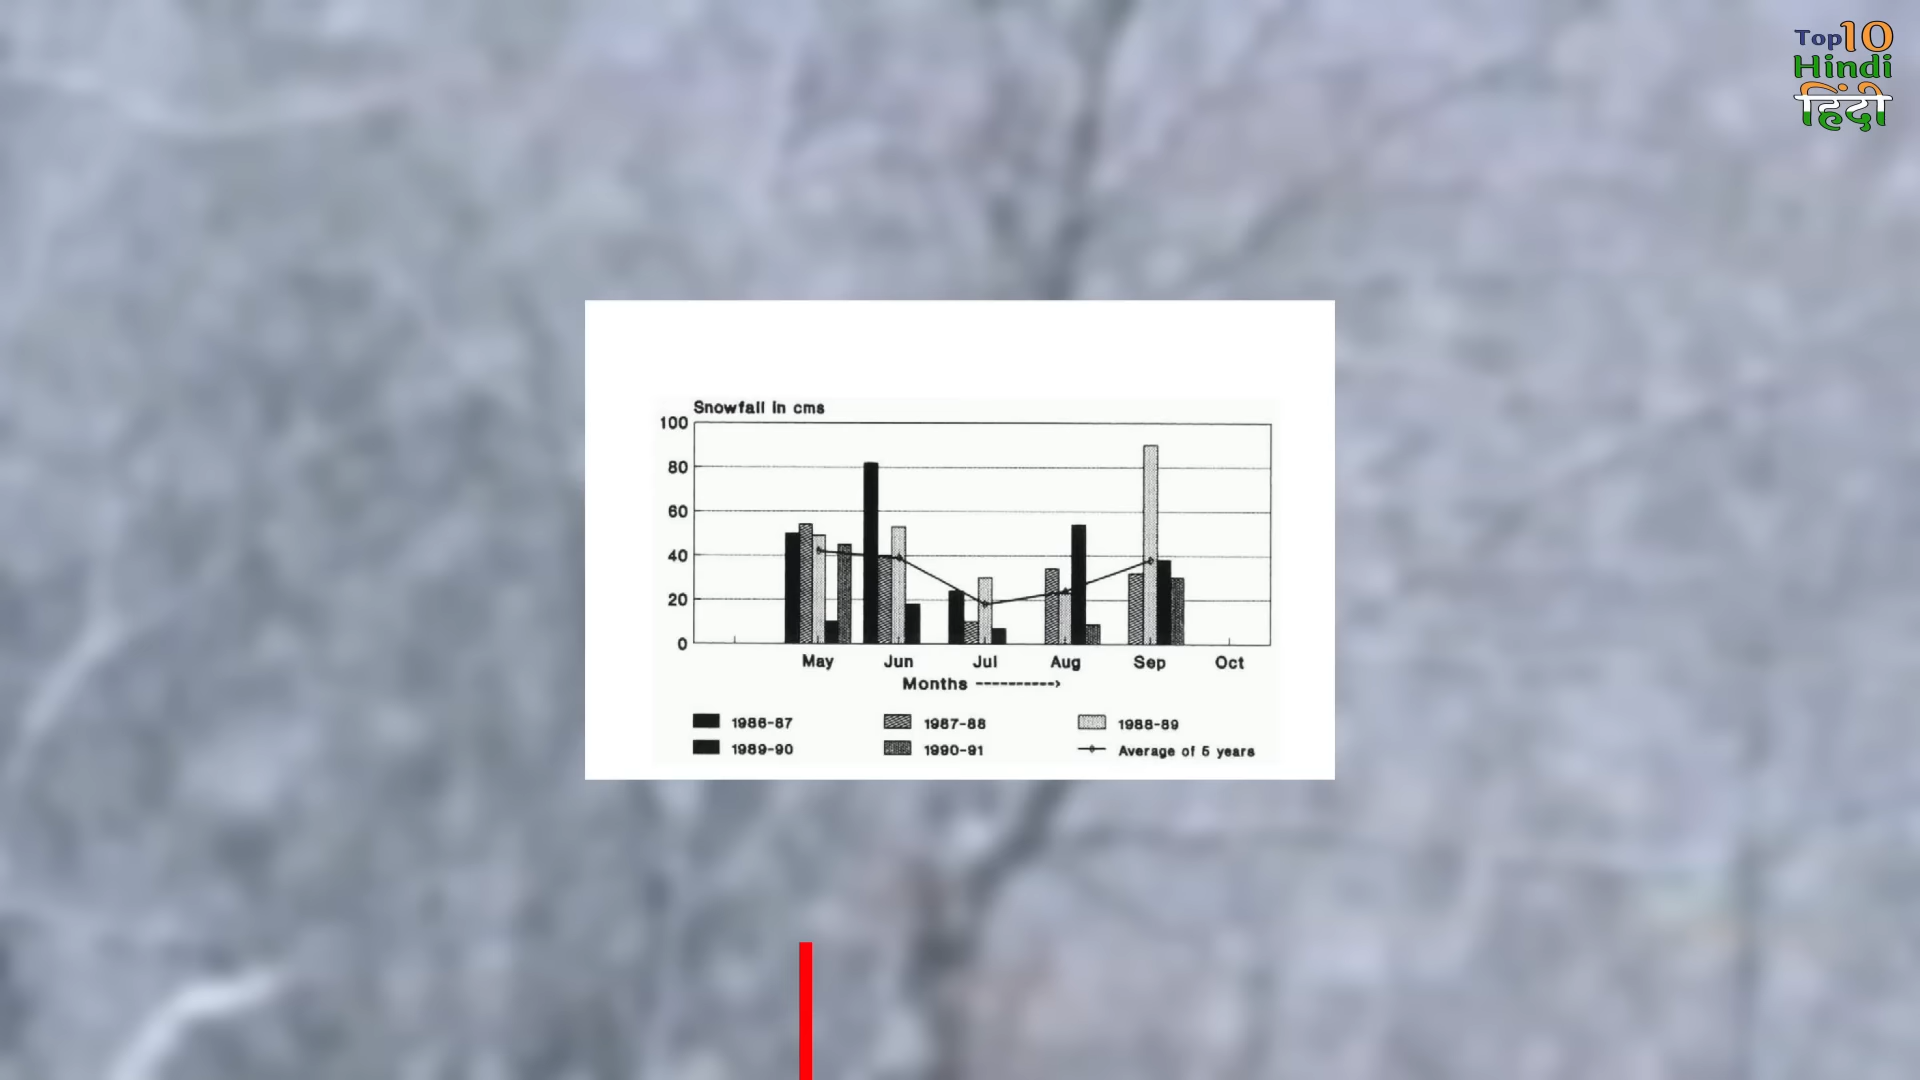 Top10
Hindi
हिंदी
Snowfall in cms
100
80
60
40
20
0
May Jun Jul Aug Sep Oct
Months ---------->
1986-87 1987-88 1988-89
1989-90 1990-91 Average of 5 years